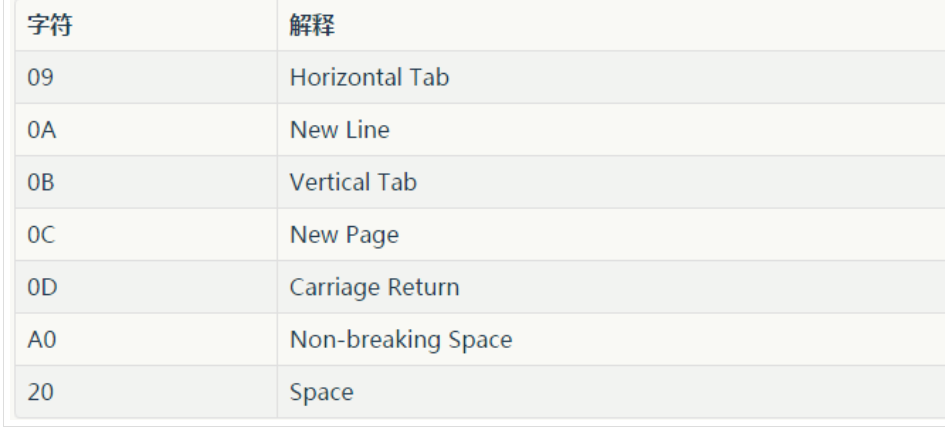 字符 解释
09 Horizontal Tab
0A New Line
0B Vertical Tab
0C New Page
0D Carriage Return
A0 Non-breaking Space
20 Space